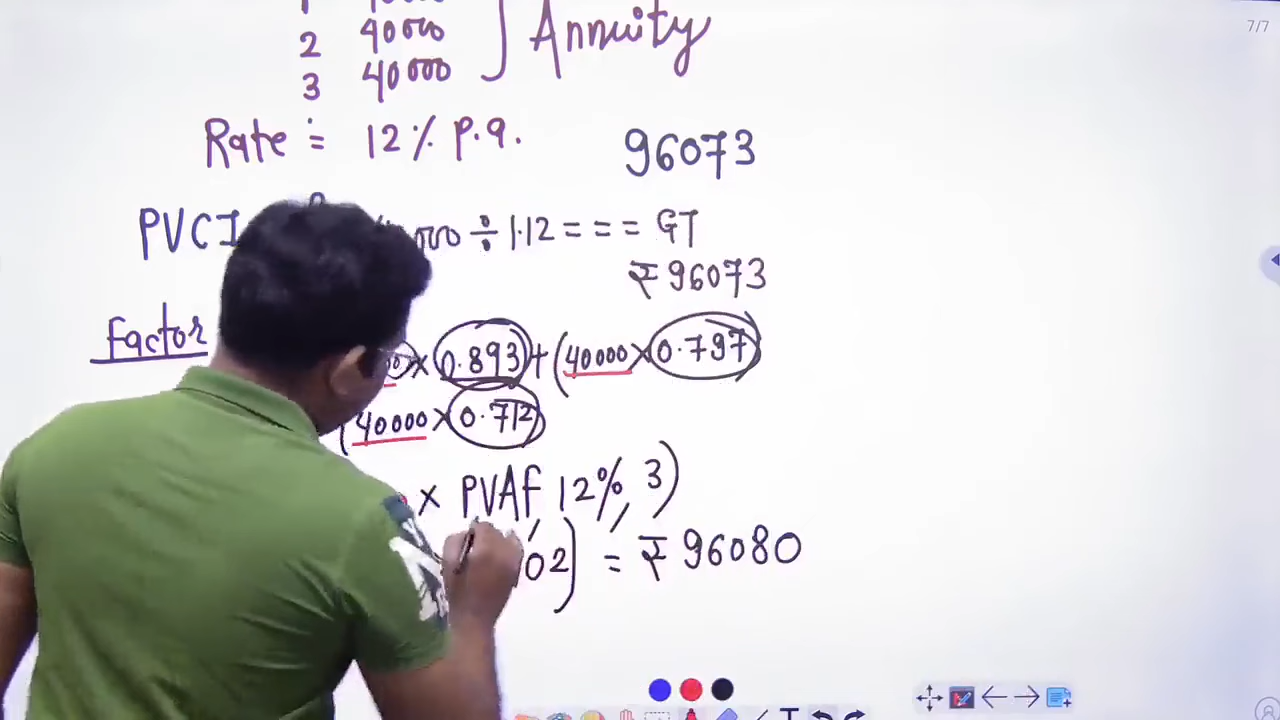 7/7
2 40000 Annuity
3 40000
Rate = 12% p.a. 96073
PVCI ÷ 1.12 = = = GT
₹96073
Factor × 0.893 + (40000 × 0.797)
(40000 × 0.712)
× PVAF 12%, 3)
02) = ₹96080